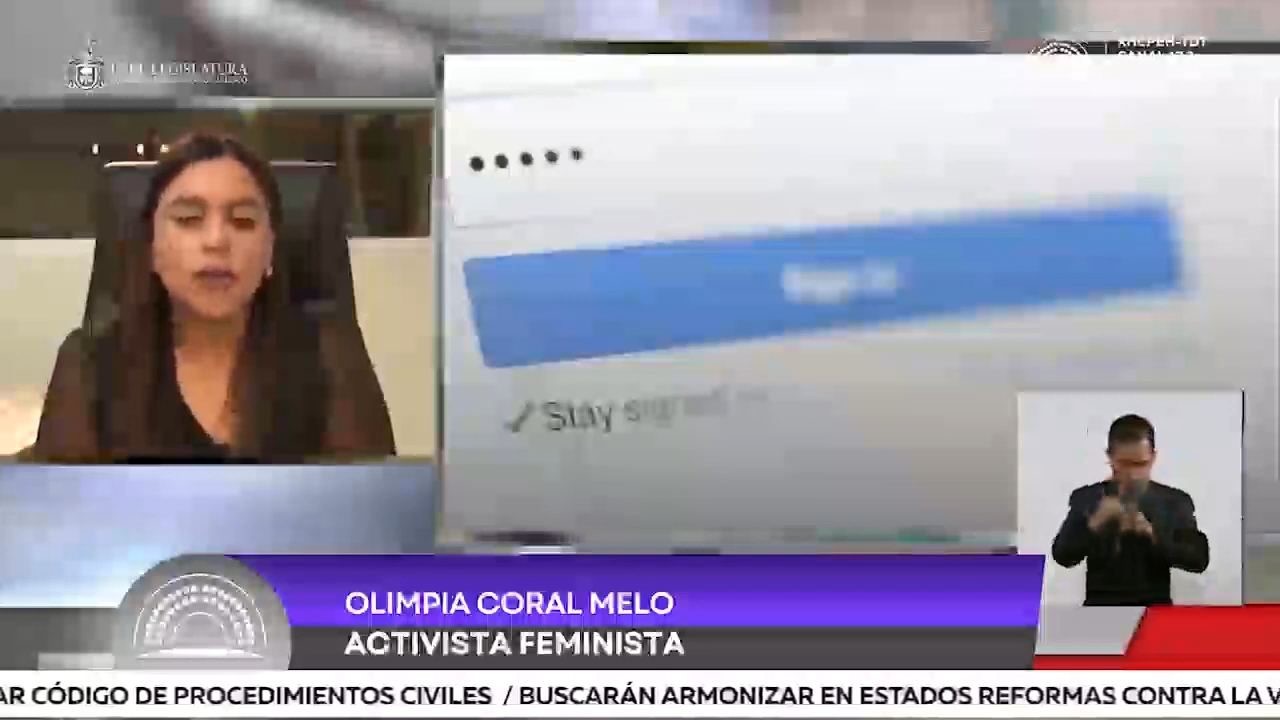 LEGISLATURA
Stay signed
OLIMPIA CORAL MELO
ACTIVISTA FEMINISTA
AR CÓDIGO DE PROCEDIMIENTOS CIVILES / BUSCARÁN ARMONIZAR EN ESTADOS REFORMAS CONTRA LA V